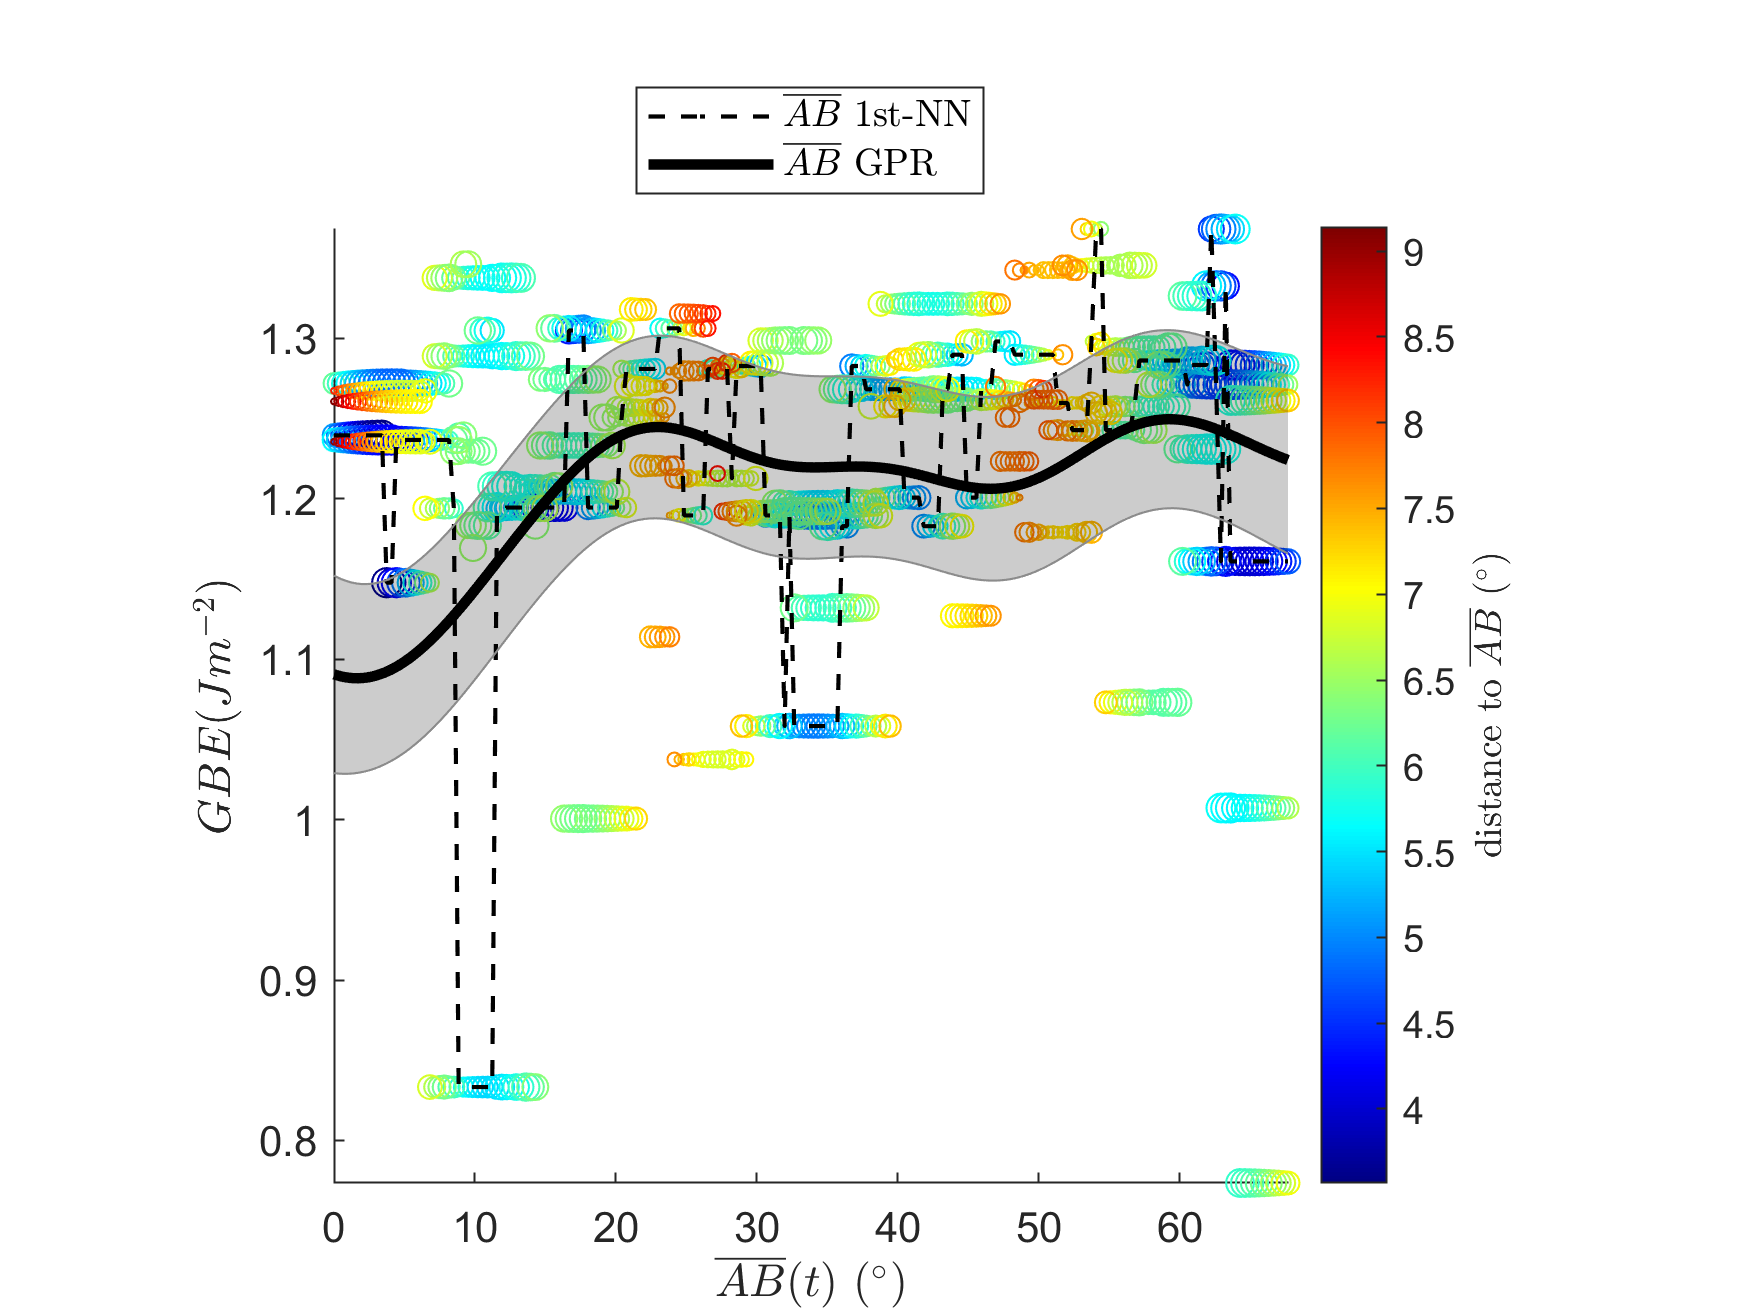 AB 1st-NN
AB GPR
1.3
1.2
1.1
1
0.9
0.8
GBE(Jm⁻²)
0 10 20 30 40 50 60
AB(t) (°)
9
8.5
8
7.5
7
6.5
6
5.5
5
4.5
4
distance to AB (°)